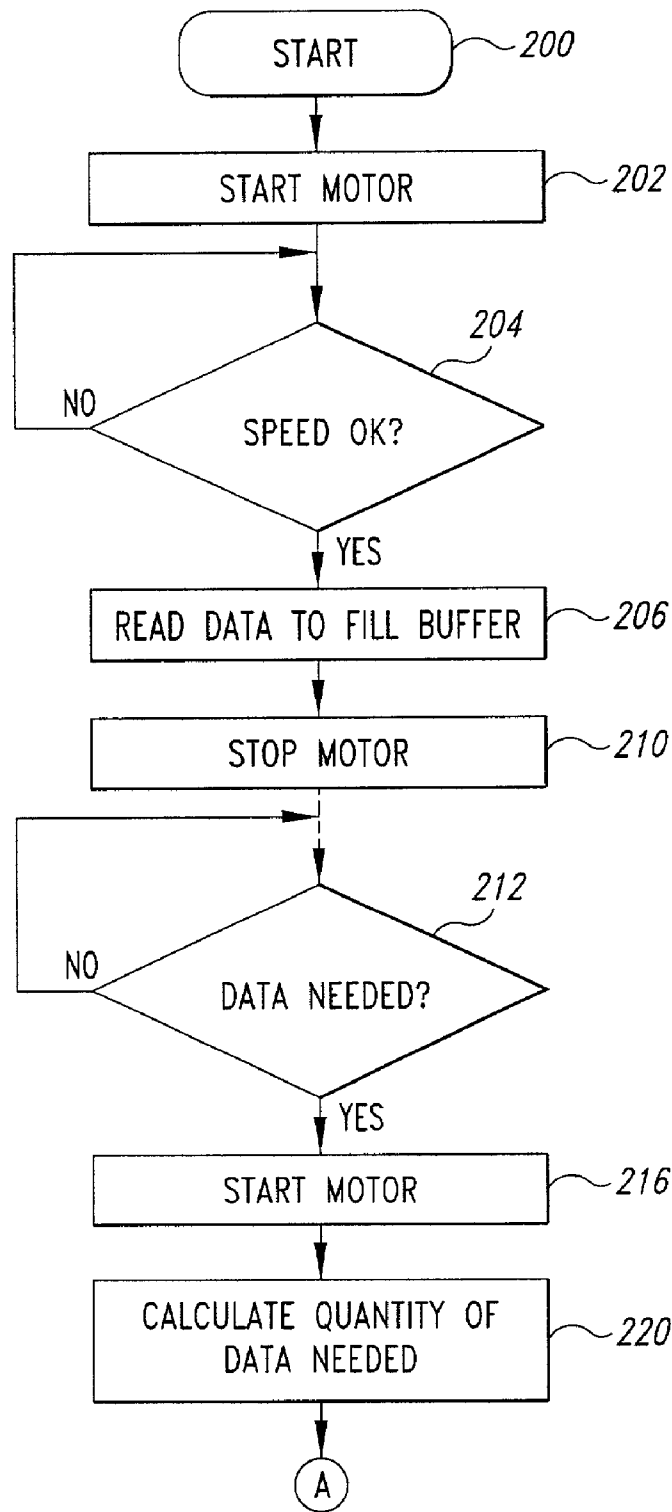 START
200
START MOTOR
202
204
SPEED OK?
NO
YES
READ DATA TO FILL BUFFER
206
STOP MOTOR
210
212
DATA NEEDED?
NO
YES
START MOTOR
216
CALCULATE QUANTITY OF
DATA NEEDED
220
A